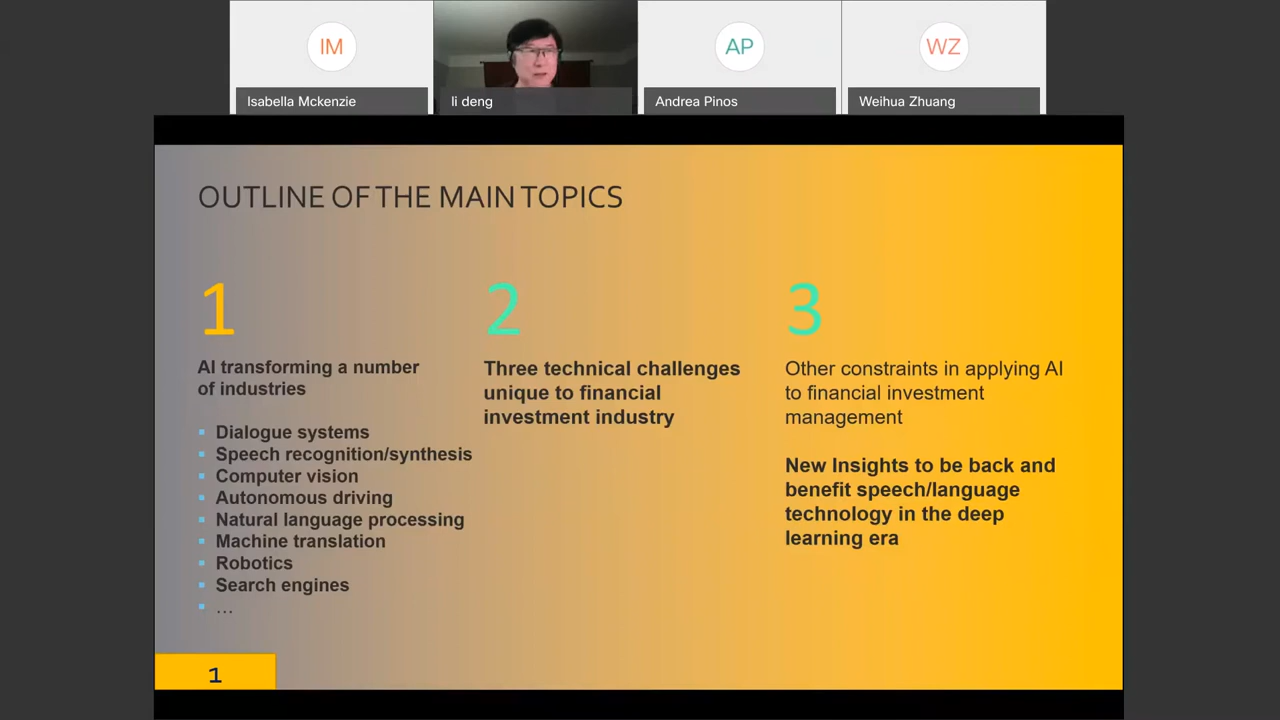 IM
AP
WZ
Isabella Mckenzie
li deng
Andrea Pinos
Weihua Zhuang
OUTLINE OF THE MAIN TOPICS
1
AI transforming a number
of industries
▪ Dialogue systems
▪ Speech recognition/synthesis
▪ Computer vision
▪ Autonomous driving
▪ Natural language processing
▪ Machine translation
▪ Robotics
▪ Search engines
▪ …
2
Three technical challenges
unique to financial
investment industry
3
Other constraints in applying AI
to financial investment
management
New Insights to be back and
benefit speech/language
technology in the deep
learning era
1